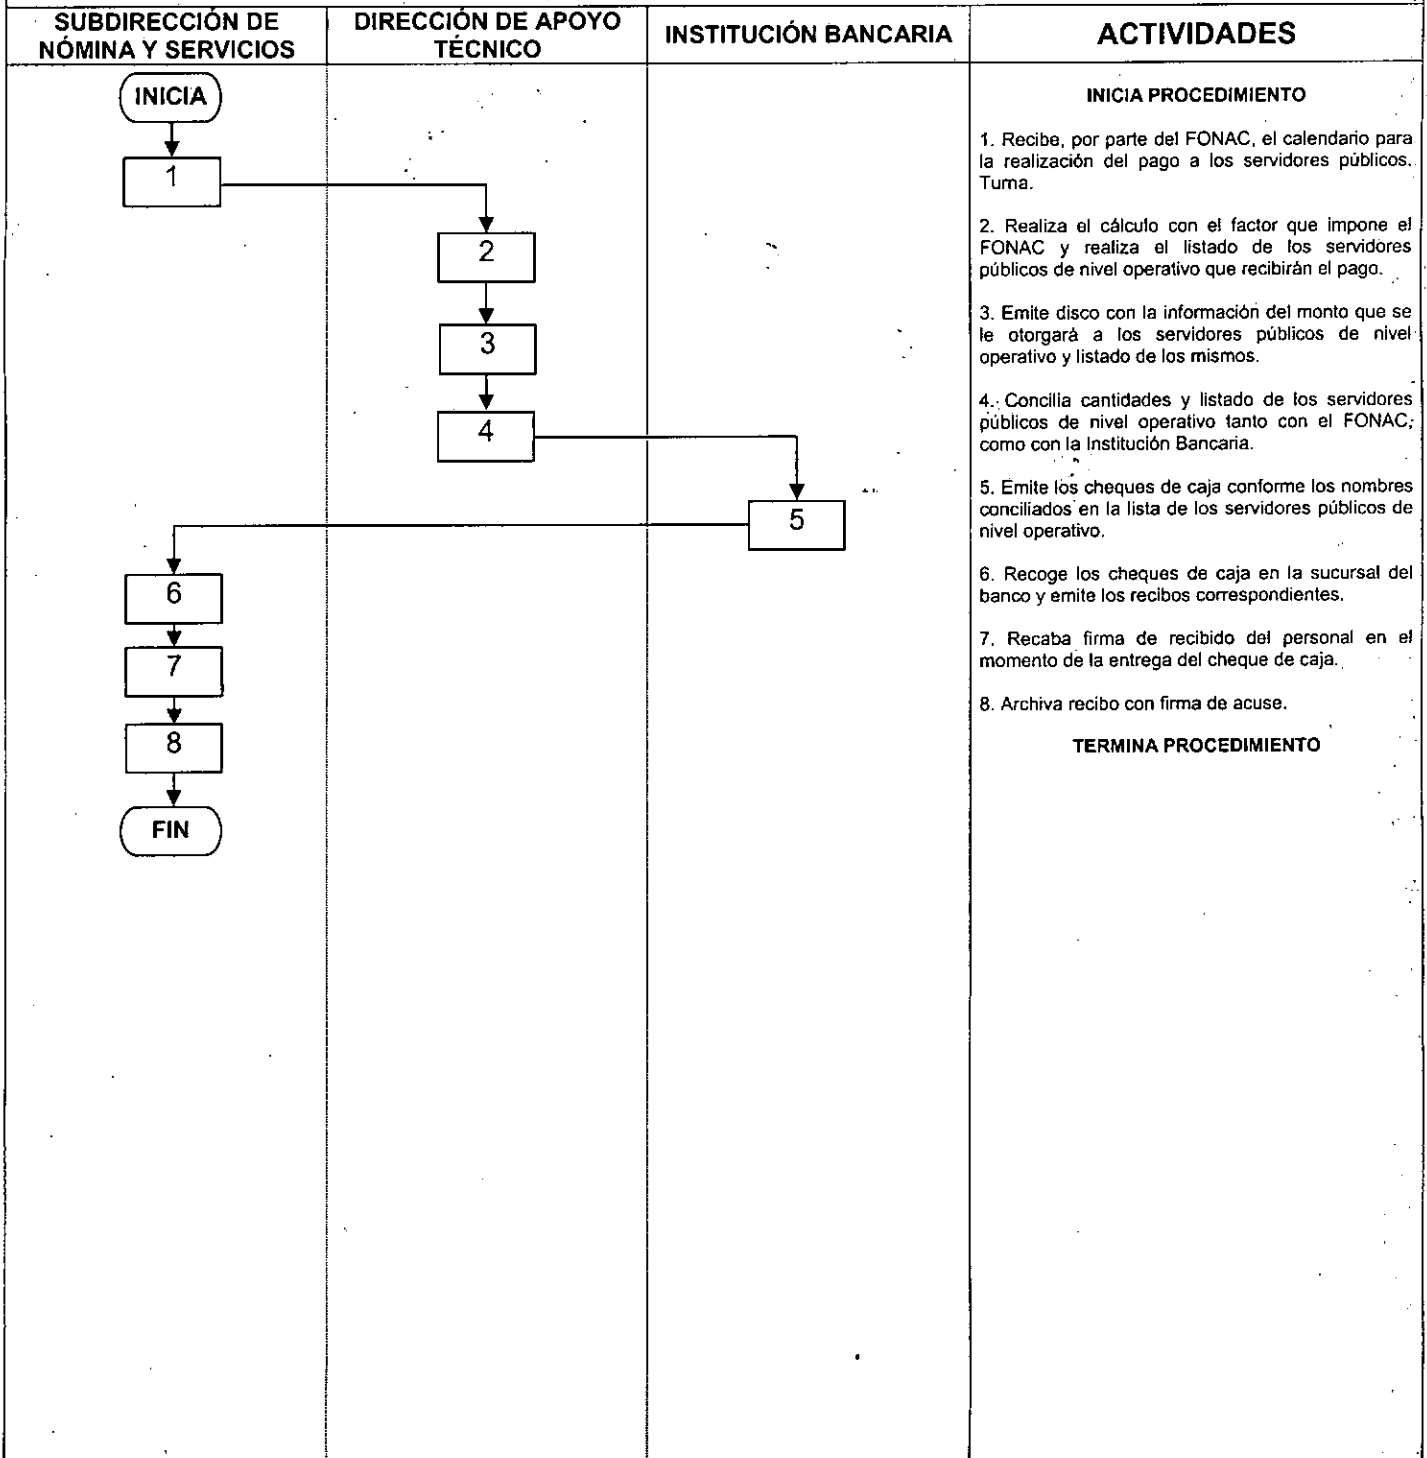 SUBDIRECCIÓN DE
NÓMINA Y SERVICIOS
DIRECCIÓN DE APOYO
TÉCNICO
INSTITUCIÓN BANCARIA
ACTIVIDADES
INICIA
1
2
3
4
5
6
7
8
FIN
INICIA PROCEDIMIENTO
1. Recibe, por parte del FONAC, el calendario para
la realización del pago a los servidores públicos.
Turna.
2. Realiza el cálculo con el factor que impone el
FONAC y realiza el listado de los servidores
públicos de nivel operativo que recibirán el pago.
3. Emite disco con la información del monto que se
le otorgará a los servidores públicos de nivel
operativo y listado de los mismos.
4. Concilia cantidades y listado de los servidores
públicos de nivel operativo tanto con el FONAC,
como con la Institución Bancaria.
5. Emite los cheques de caja conforme los nombres
conciliados en la lista de los servidores públicos de
nivel operativo.
6. Recoge los cheques de caja en la sucursal del
banco y emite los recibos correspondientes.
7. Recaba firma de recibido del personal en el
momento de la entrega del cheque de caja.
8. Archiva recibo con firma de acuse.
TERMINA PROCEDIMIENTO